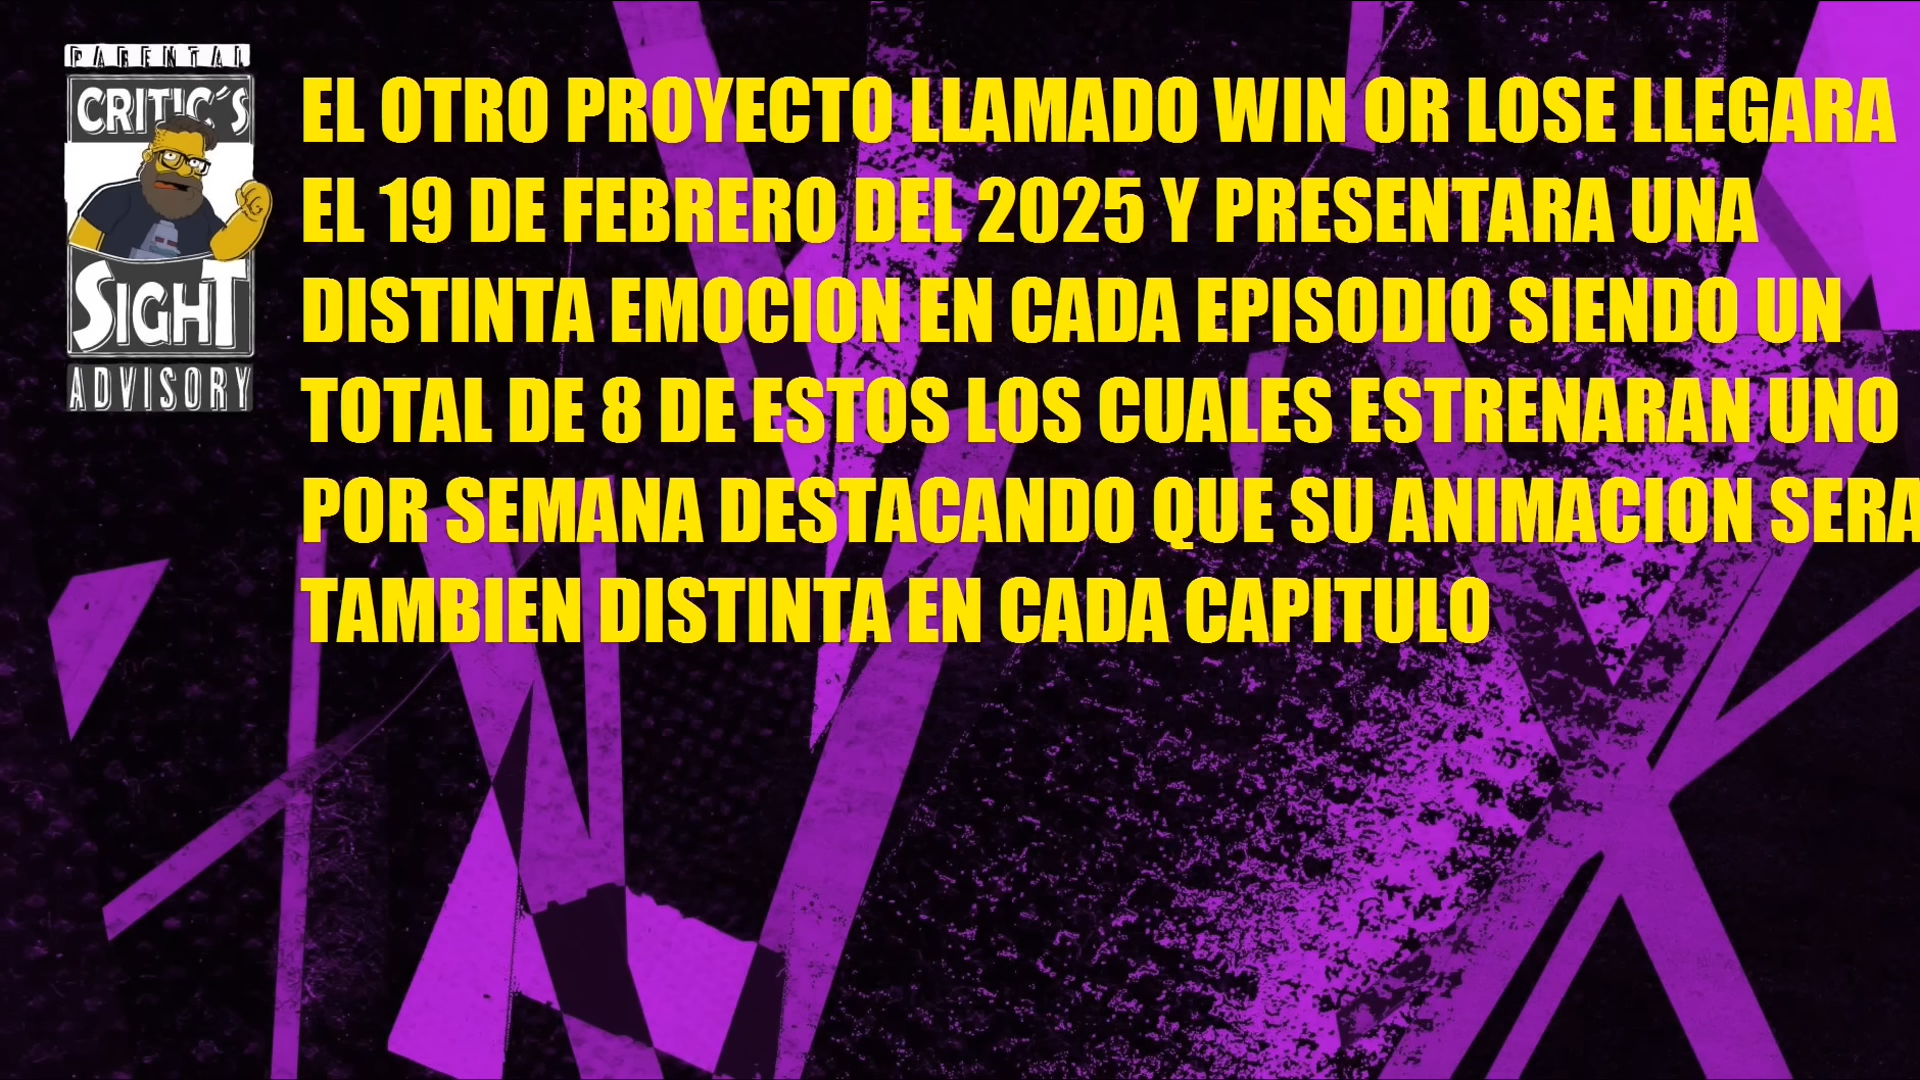 PARENTAL
CRITIC´S
SIGHT
ADVISORY
EL OTRO PROYECTO LLAMADO WIN OR LOSE LLEGARA
EL 19 DE FEBRERO DEL 2025 Y PRESENTARA UNA
DISTINTA EMOCION EN CADA EPISODIO SIENDO UN
TOTAL DE 8 DE ESTOS LOS CUALES ESTRENARAN UNO
POR SEMANA DESTACANDO QUE SU ANIMACION SERA
TAMBIEN DISTINTA EN CADA CAPITULO